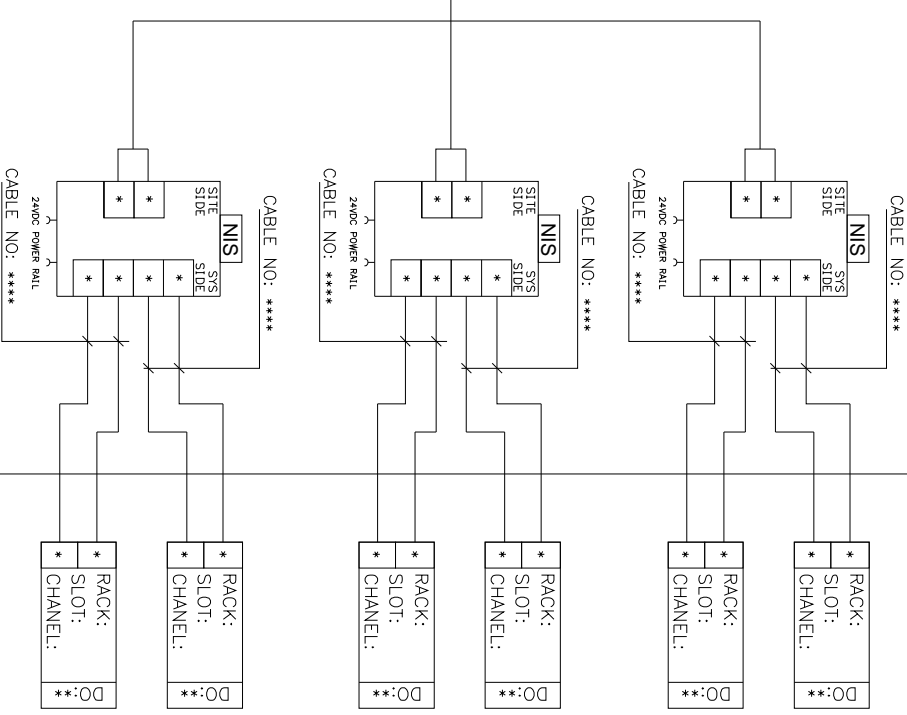 CABLE NO: ****
NIS
SITE
SIDE
SYS
SIDE
*
*
*
*
*
*
24VDC POWER RAIL
CABLE NO: ****
*
*
RACK:
SLOT:
CHANEL:
DO:**
*
*
RACK:
SLOT:
CHANEL:
DO:**
CABLE NO: ****
NIS
SITE
SIDE
SYS
SIDE
*
*
*
*
*
*
24VDC POWER RAIL
CABLE NO: ****
*
*
RACK:
SLOT:
CHANEL:
DO:**
*
*
RACK:
SLOT:
CHANEL:
DO:**
CABLE NO: ****
NIS
SITE
SIDE
SYS
SIDE
*
*
*
*
*
*
24VDC POWER RAIL
CABLE NO: ****
*
*
RACK:
SLOT:
CHANEL:
DO:**
*
*
RACK:
SLOT:
CHANEL:
DO:**